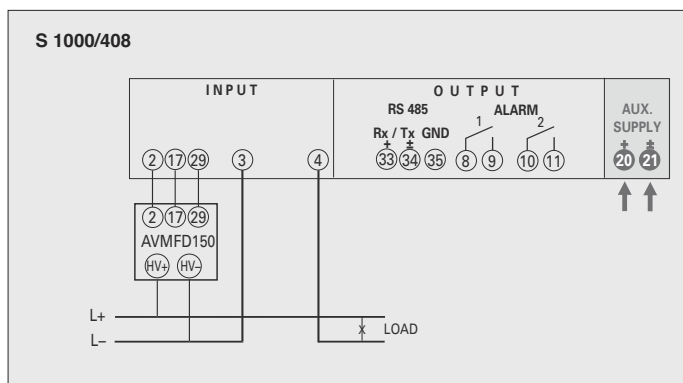 S 1000/408
INPUT
OUTPUT
RS 485
ALARM
AUX.
SUPPLY
1
2
Rx / Tx GND
+ ±
33 34 35 8 9 10 11
+ ±
20 21
2 17 29 3 4
2 17 29
AVMFD150
HV+ HV–
L+
L–
x LOAD